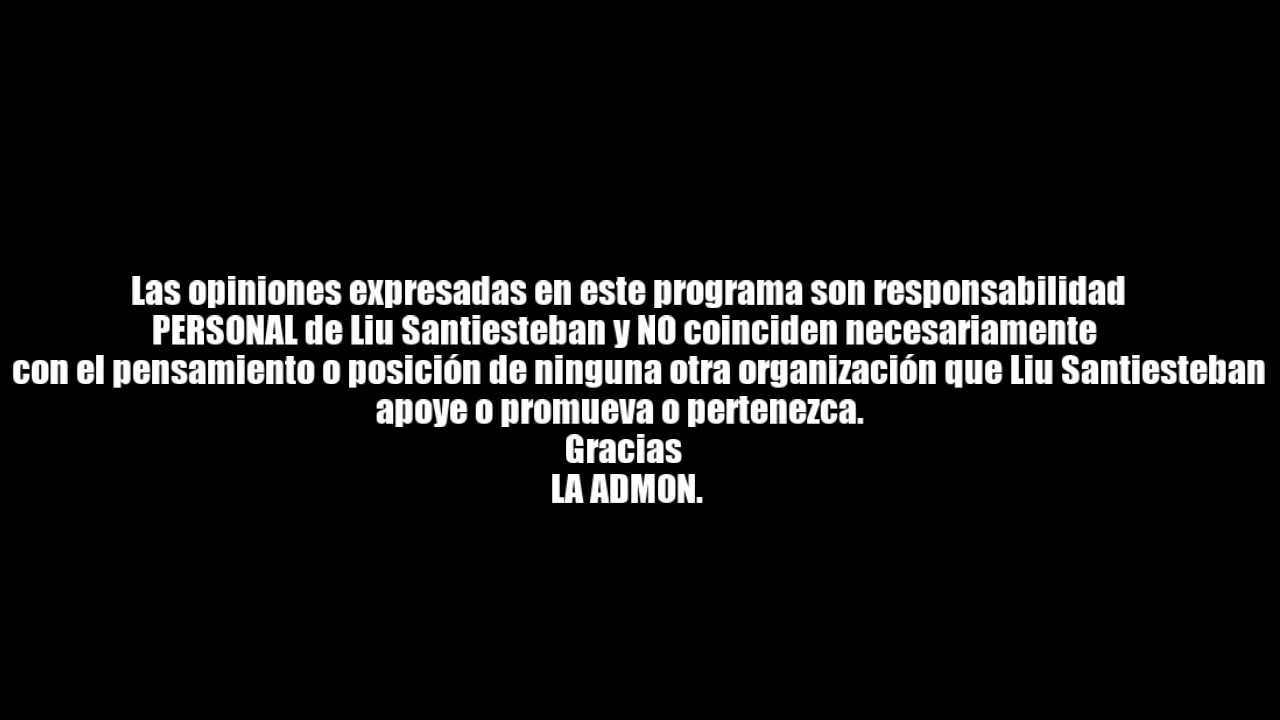 Las opiniones expresadas en este programa son responsabilidad
PERSONAL de Liu Santiesteban y NO coinciden necesariamente
con el pensamiento o posición de ninguna otra organización que Liu Santiesteban
apoye o promueva o pertenezca.
Gracias
LA ADMON.